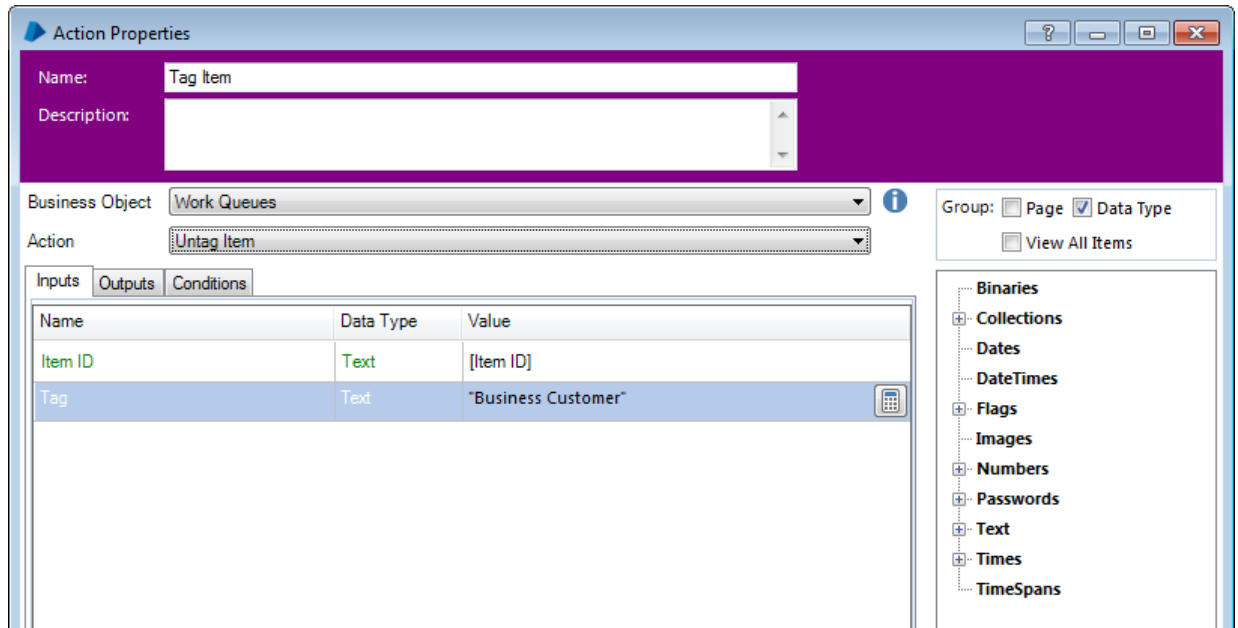 Action Properties
Name: Tag Item
Description:
Business Object Work Queues
Group: Page Data Type
Action Untag Item
View All Items
Inputs Outputs Conditions
Name Data Type Value
Item ID Text [Item ID]
Tag Text "Business Customer"
Binaries
Collections
Dates
DateTimes
Flags
Images
Numbers
Passwords
Text
Times
TimeSpans